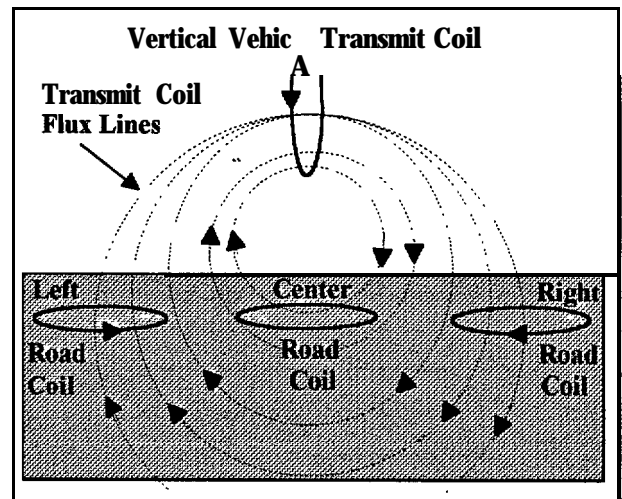 Vertical Vehic Transmit Coil
A
Transmit Coil
Flux Lines
Left
Center
Right
Road
Coil
Road
Coil
Road
Coil